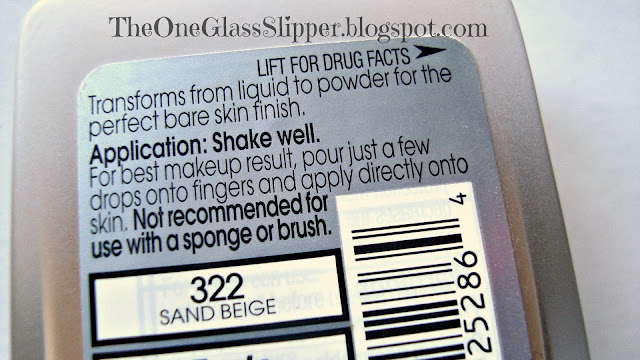 TheOneGlassSlipper.blogspot.com
LIFT FOR DRUG FACTS
Transforms from liquid to powder for the
perfect bare skin finish.
Application: Shake well.
For best makeup result, pour just a few
drops onto fingers and apply directly onto
skin. Not recommended for
use with a sponge or brush.
322
SAND BEIGE
25286 4